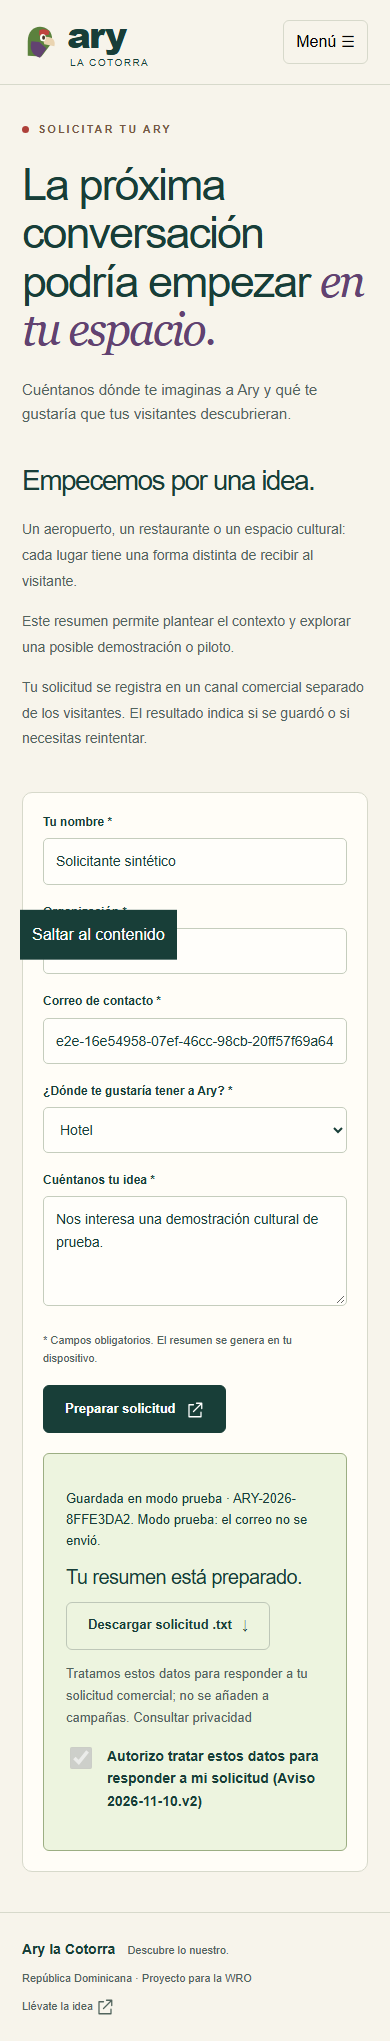 ary
LA COTORRA
Menú ☰
SOLICITAR TU ARY
La próxima
conversación
podría empezar en
tu espacio.
Cuéntanos dónde te imaginas a Ary y qué te
gustaría que tus visitantes descubrieran.
Empecemos por una idea.
Un aeropuerto, un restaurante o un espacio cultural:
cada lugar tiene una forma distinta de recibir al
visitante.
Este resumen permite plantear el contexto y explorar
una posible demostración o piloto.
Tu solicitud se registra en un canal comercial separado
de los visitantes. El resultado indica si se guardó o si
necesitas reintentar.
Tu nombre *
Solicitante sintético
Saltar al contenido
Correo de contacto *
e2e-16e54958-07ef-46cc-98cb-20ff57f69a64
¿Dónde te gustaría tener a Ary? *
Hotel
Cuéntanos tu idea *
Nos interesa una demostración cultural de
prueba.
* Campos obligatorios. El resumen se genera en tu
dispositivo.
Preparar solicitud
Guardada en modo prueba · ARY-2026-
8FFE3DA2. Modo prueba: el correo no se
envió.
Tu resumen está preparado.
Descargar solicitud .txt ↓
Tratamos estos datos para responder a tu
solicitud comercial; no se añaden a
campañas. Consultar privacidad
Autorizo tratar estos datos para
responder a mi solicitud (Aviso
2026-11-10.v2)
Ary la Cotorra Descubre lo nuestro.
República Dominicana · Proyecto para la WRO
Llévate la idea